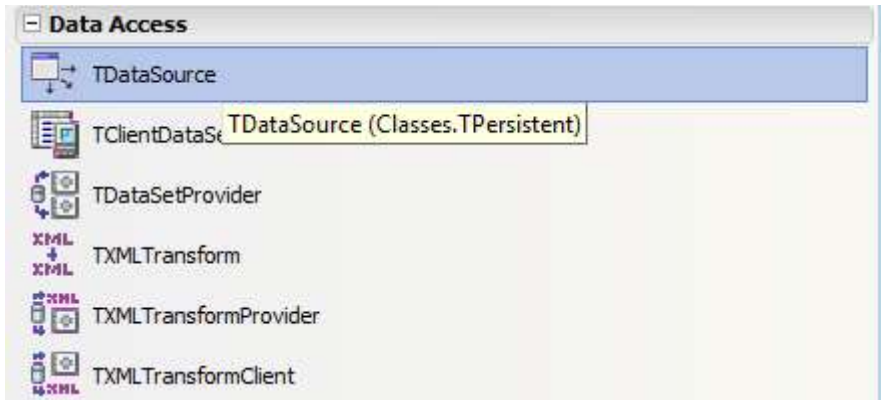 Data Access
TDataSource
TDataSource (Classes.TPersistent)
TClientDataSe
TDataSetProvider
XML
XML
TXMLTransform
XML
TXMLTransformProvider
XML
TXMLTransformClient